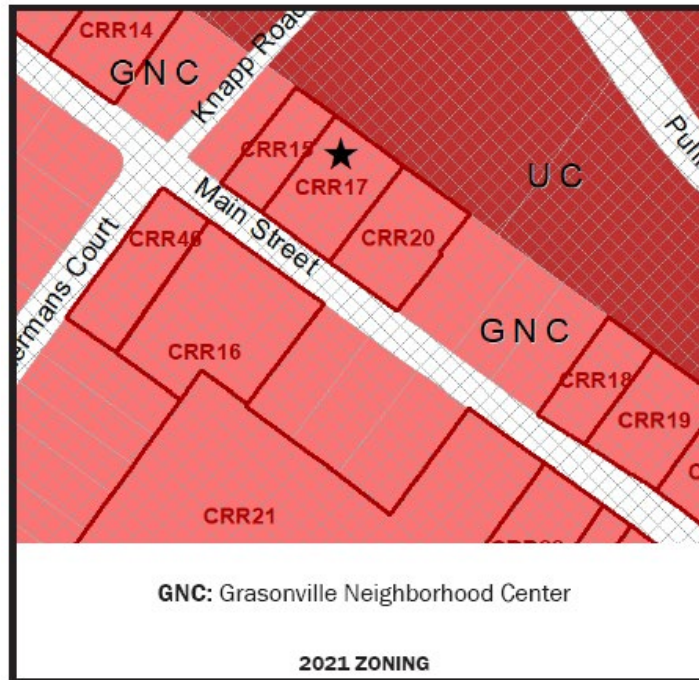 CRR14
GNC
Knapp Road
CRR15
CRR17
UC
Main Street
CRR20
CRR46
GNC
CRR16
CRR18
CRR19
CRR21
GNC: Grasonville Neighborhood Center
2021 ZONING